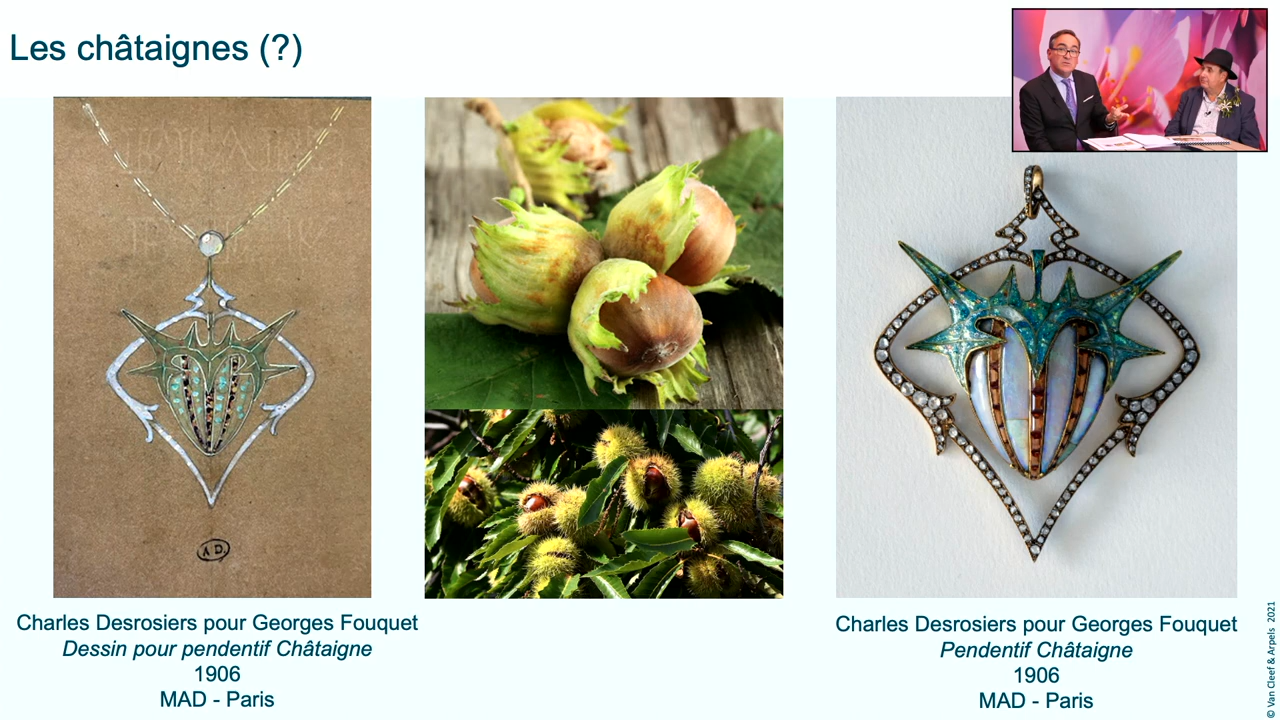 Les châtaignes (?)
A D.
Charles Desrosiers pour Georges Fouquet
Dessin pour pendentif Châtaigne
1906
MAD - Paris
Charles Desrosiers pour Georges Fouquet
Pendentif Châtaigne
1906
MAD - Paris
© Van Cleef & Arpels 2021